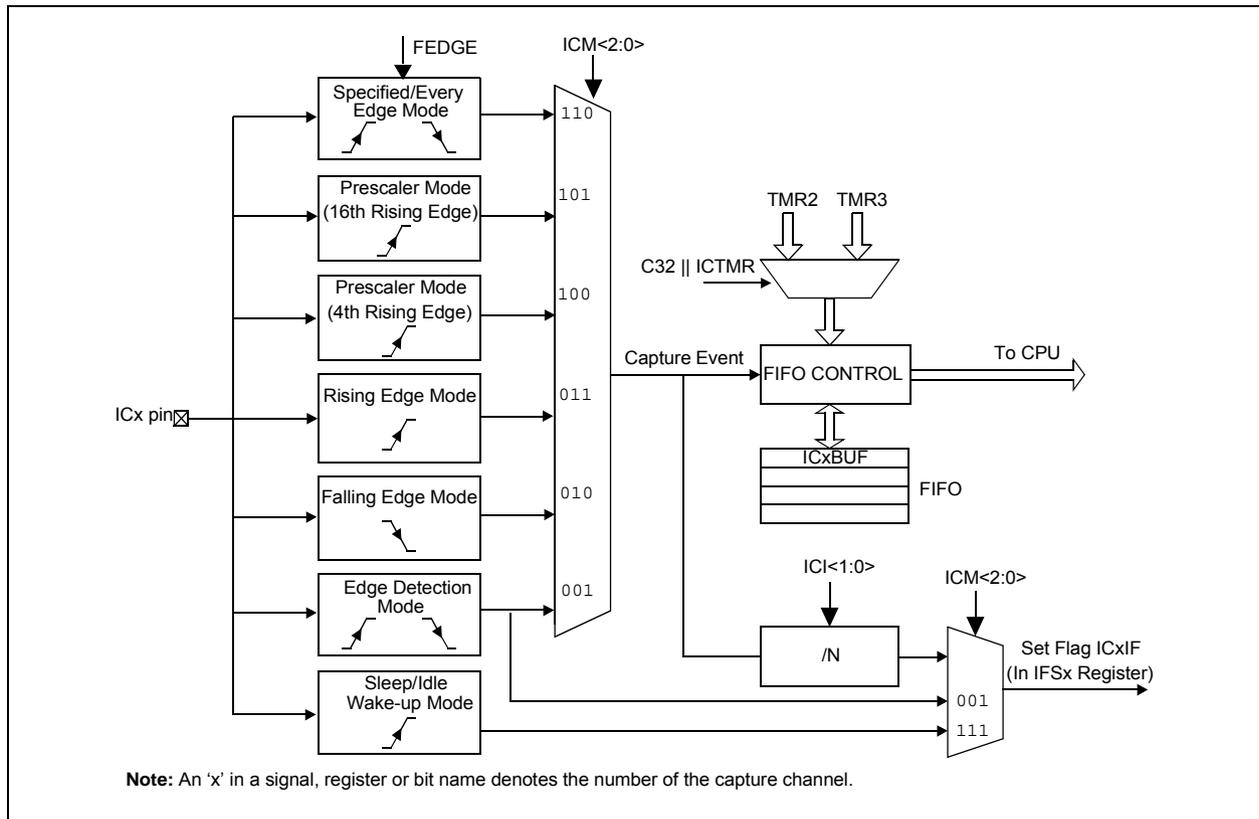 FEDGE
ICM<2:0>
Specified/Every
Edge Mode
110
Prescaler Mode
(16th Rising Edge)
101
TMR2
TMR3
C32 || ICTMR
Prescaler Mode
(4th Rising Edge)
100
Capture Event
FIFO CONTROL
To CPU
ICx pin
Rising Edge Mode
011
ICxBUF
FIFO
Falling Edge Mode
010
ICI<1:0>
ICM<2:0>
Edge Detection
Mode
001
/N
Set Flag ICxIF
(In IFSx Register)
Sleep/Idle
Wake-up Mode
001
111
Note: An ‘x’ in a signal, register or bit name denotes the number of the capture channel.